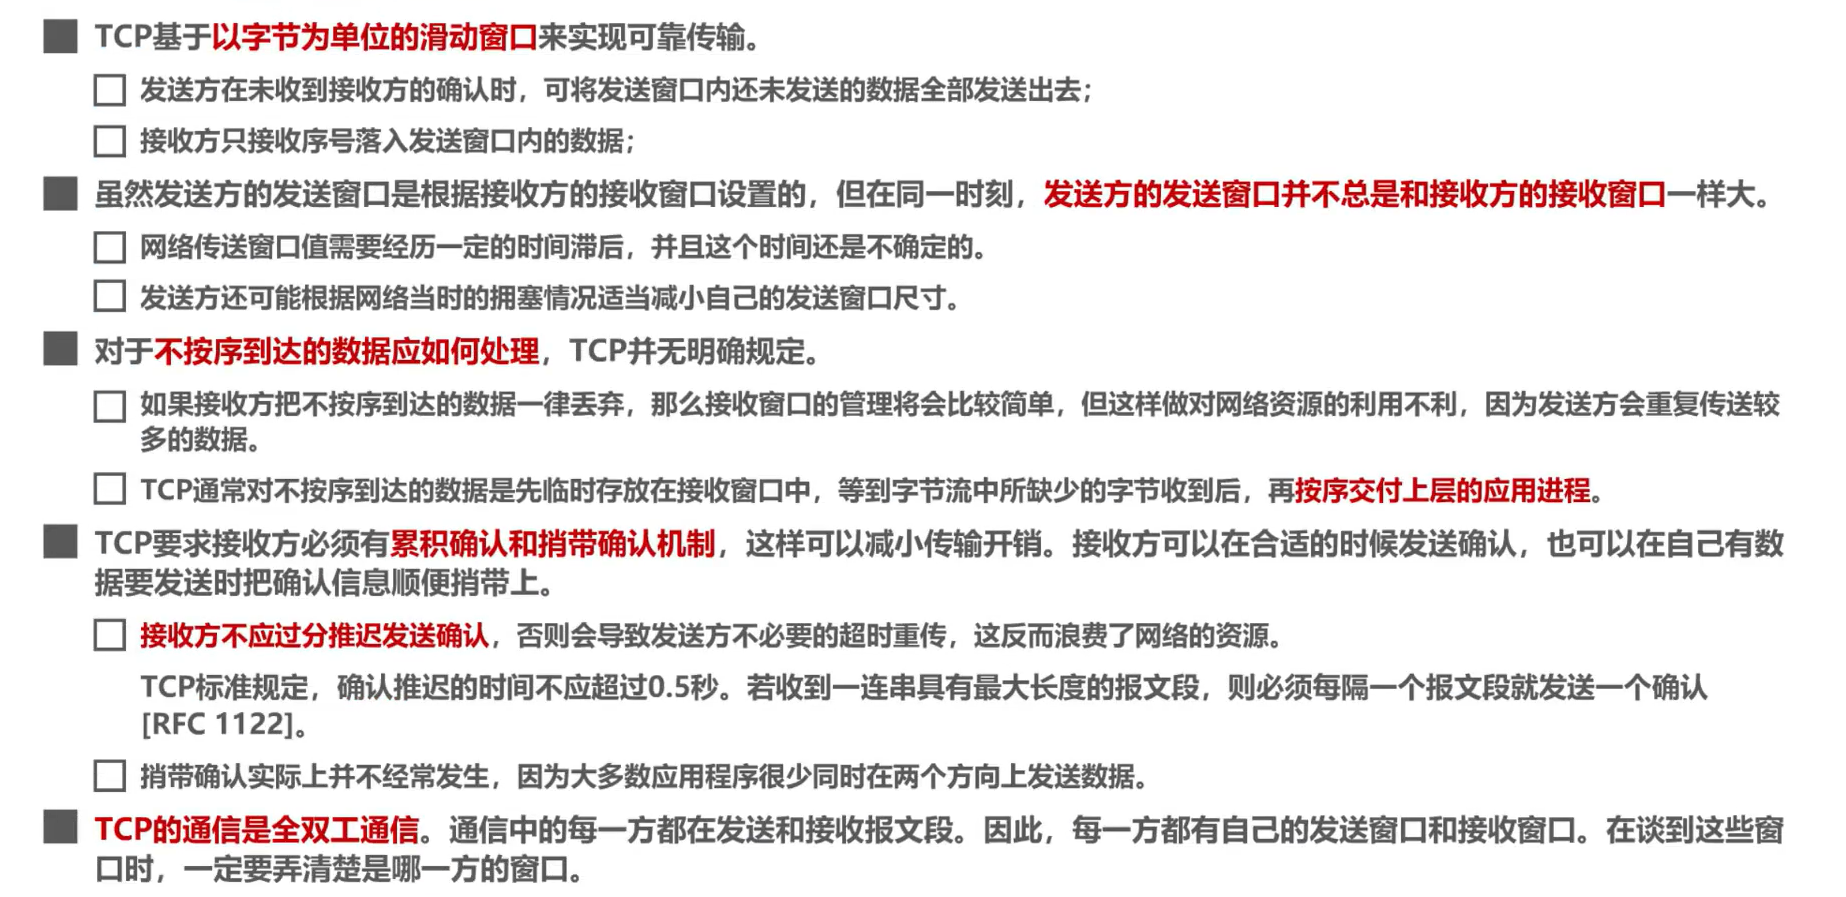 TCP基于以字节为单位的滑动窗口来实现可靠传输。
发送方在未收到接收方的确认时，可将发送窗口内还未发送的数据全部发送出去；
接收方只接收序号落入发送窗口内的数据；
虽然发送方的发送窗口是根据接收方的接收窗口设置的，但在同一时刻，发送方的发送窗口并不总是和接收方的接收窗口一样大。
网络传送窗口值需要经历一定的时间滞后，并且这个时间还是不确定的。
发送方还可能根据网络当时的拥塞情况适当减小自己的发送窗口尺寸。
对于不按序到达的数据应如何处理，TCP并无明确规定。
如果接收方把不按序到达的数据一律丢弃，那么接收窗口的管理将会比较简单，但这样做对网络资源的利用不利，因为发送方会重复传送较
多的数据。
TCP通常对不按序到达的数据是先临时存放在接收窗口中，等到字节流中所缺少的字节收到后，再按序交付上层的应用进程。
TCP要求接收方必须有累积确认和捎带确认机制，这样可以减小传输开销。接收方可以在合适的时候发送确认，也可以在自己有数
据要发送时把确认信息顺便捎带上。
接收方不应过分推迟发送确认，否则会导致发送方不必要的超时重传，这反而浪费了网络的资源。
TCP标准规定，确认推迟的时间不应超过0.5秒。若收到一连串具有最大长度的报文段，则必须每隔一个报文段就发送一个确认
[RFC 1122]。
捎带确认实际上并不经常发生，因为大多数应用程序很少同时在两个方向上发送数据。
TCP的通信是全双工通信。通信中的每一方都在发送和接收报文段。因此，每一方都有自己的发送窗口和接收窗口。在谈到这些窗
口时，一定要弄清楚是哪一方的窗口。